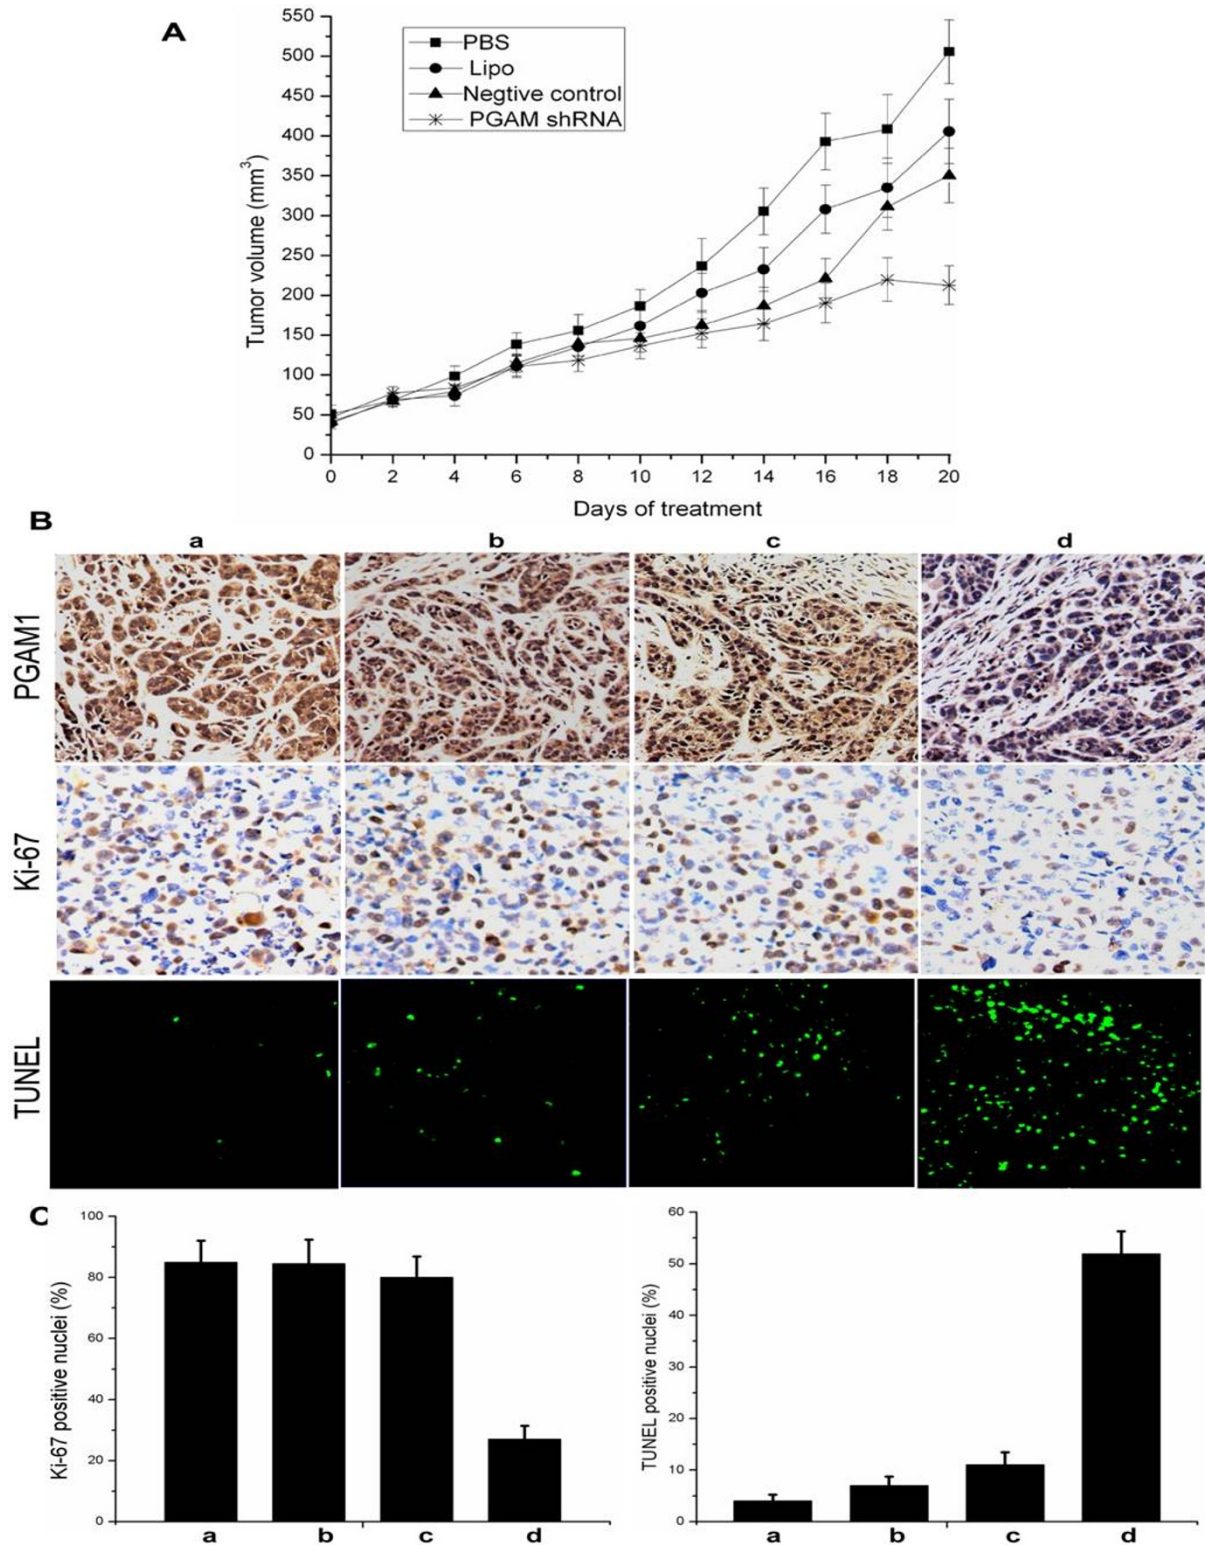 A
550
500
450
400
350
300
250
200
150
100
50
0
Tumor volume (mm³)
PBS
Lipo
Negtive control
PGAM shRNA
0 2 4 6 8 10 12 14 16 18 20
Days of treatment
B
a b c d
PGAM1
Ki-67
TUNEL
C
100
80
60
40
20
0
Ki-67 positive nuclei (%)
a b c d
60
50
40
30
20
10
0
TUNEL positive nuclei (%)
a b c d